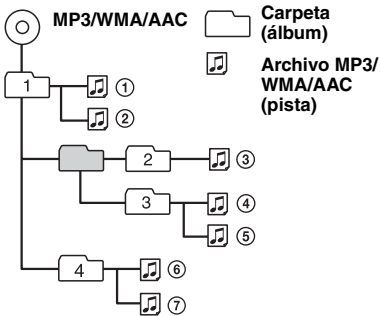 MP3/WMA/AAC
Carpeta
(álbum)
Archivo MP3/
WMA/AAC
(pista)
1
①
②
2
③
3
④
⑤
4
⑥
⑦